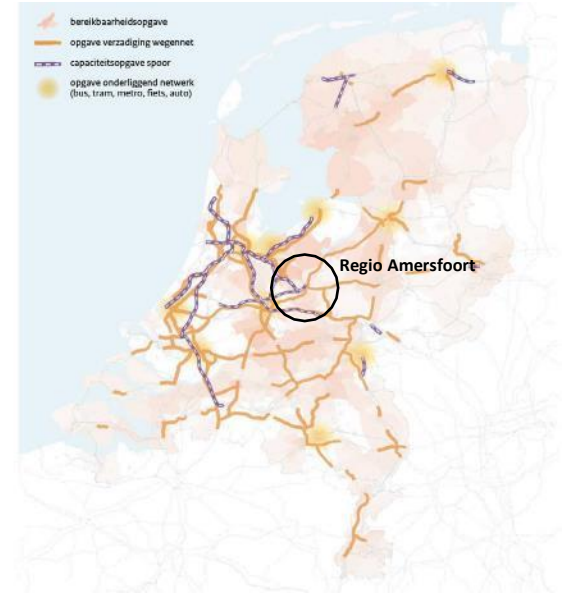 bereikbaarheidsopgave
opgave verzadiging wegennet
capaciteitsopgave spoor
opgave onderliggend netwerk
(bus, tram, metro, fiets, auto)
Regio Amersfoort